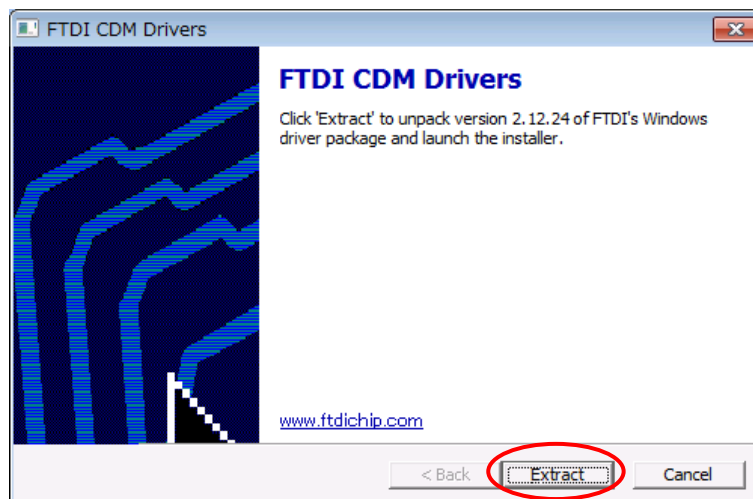 FTDI CDM Drivers
FTDI CDM Drivers
Click 'Extract' to unpack version 2.12.24 of FTDI's Windows
driver package and launch the installer.
www.ftdichip.com
< Back
Extract
Cancel